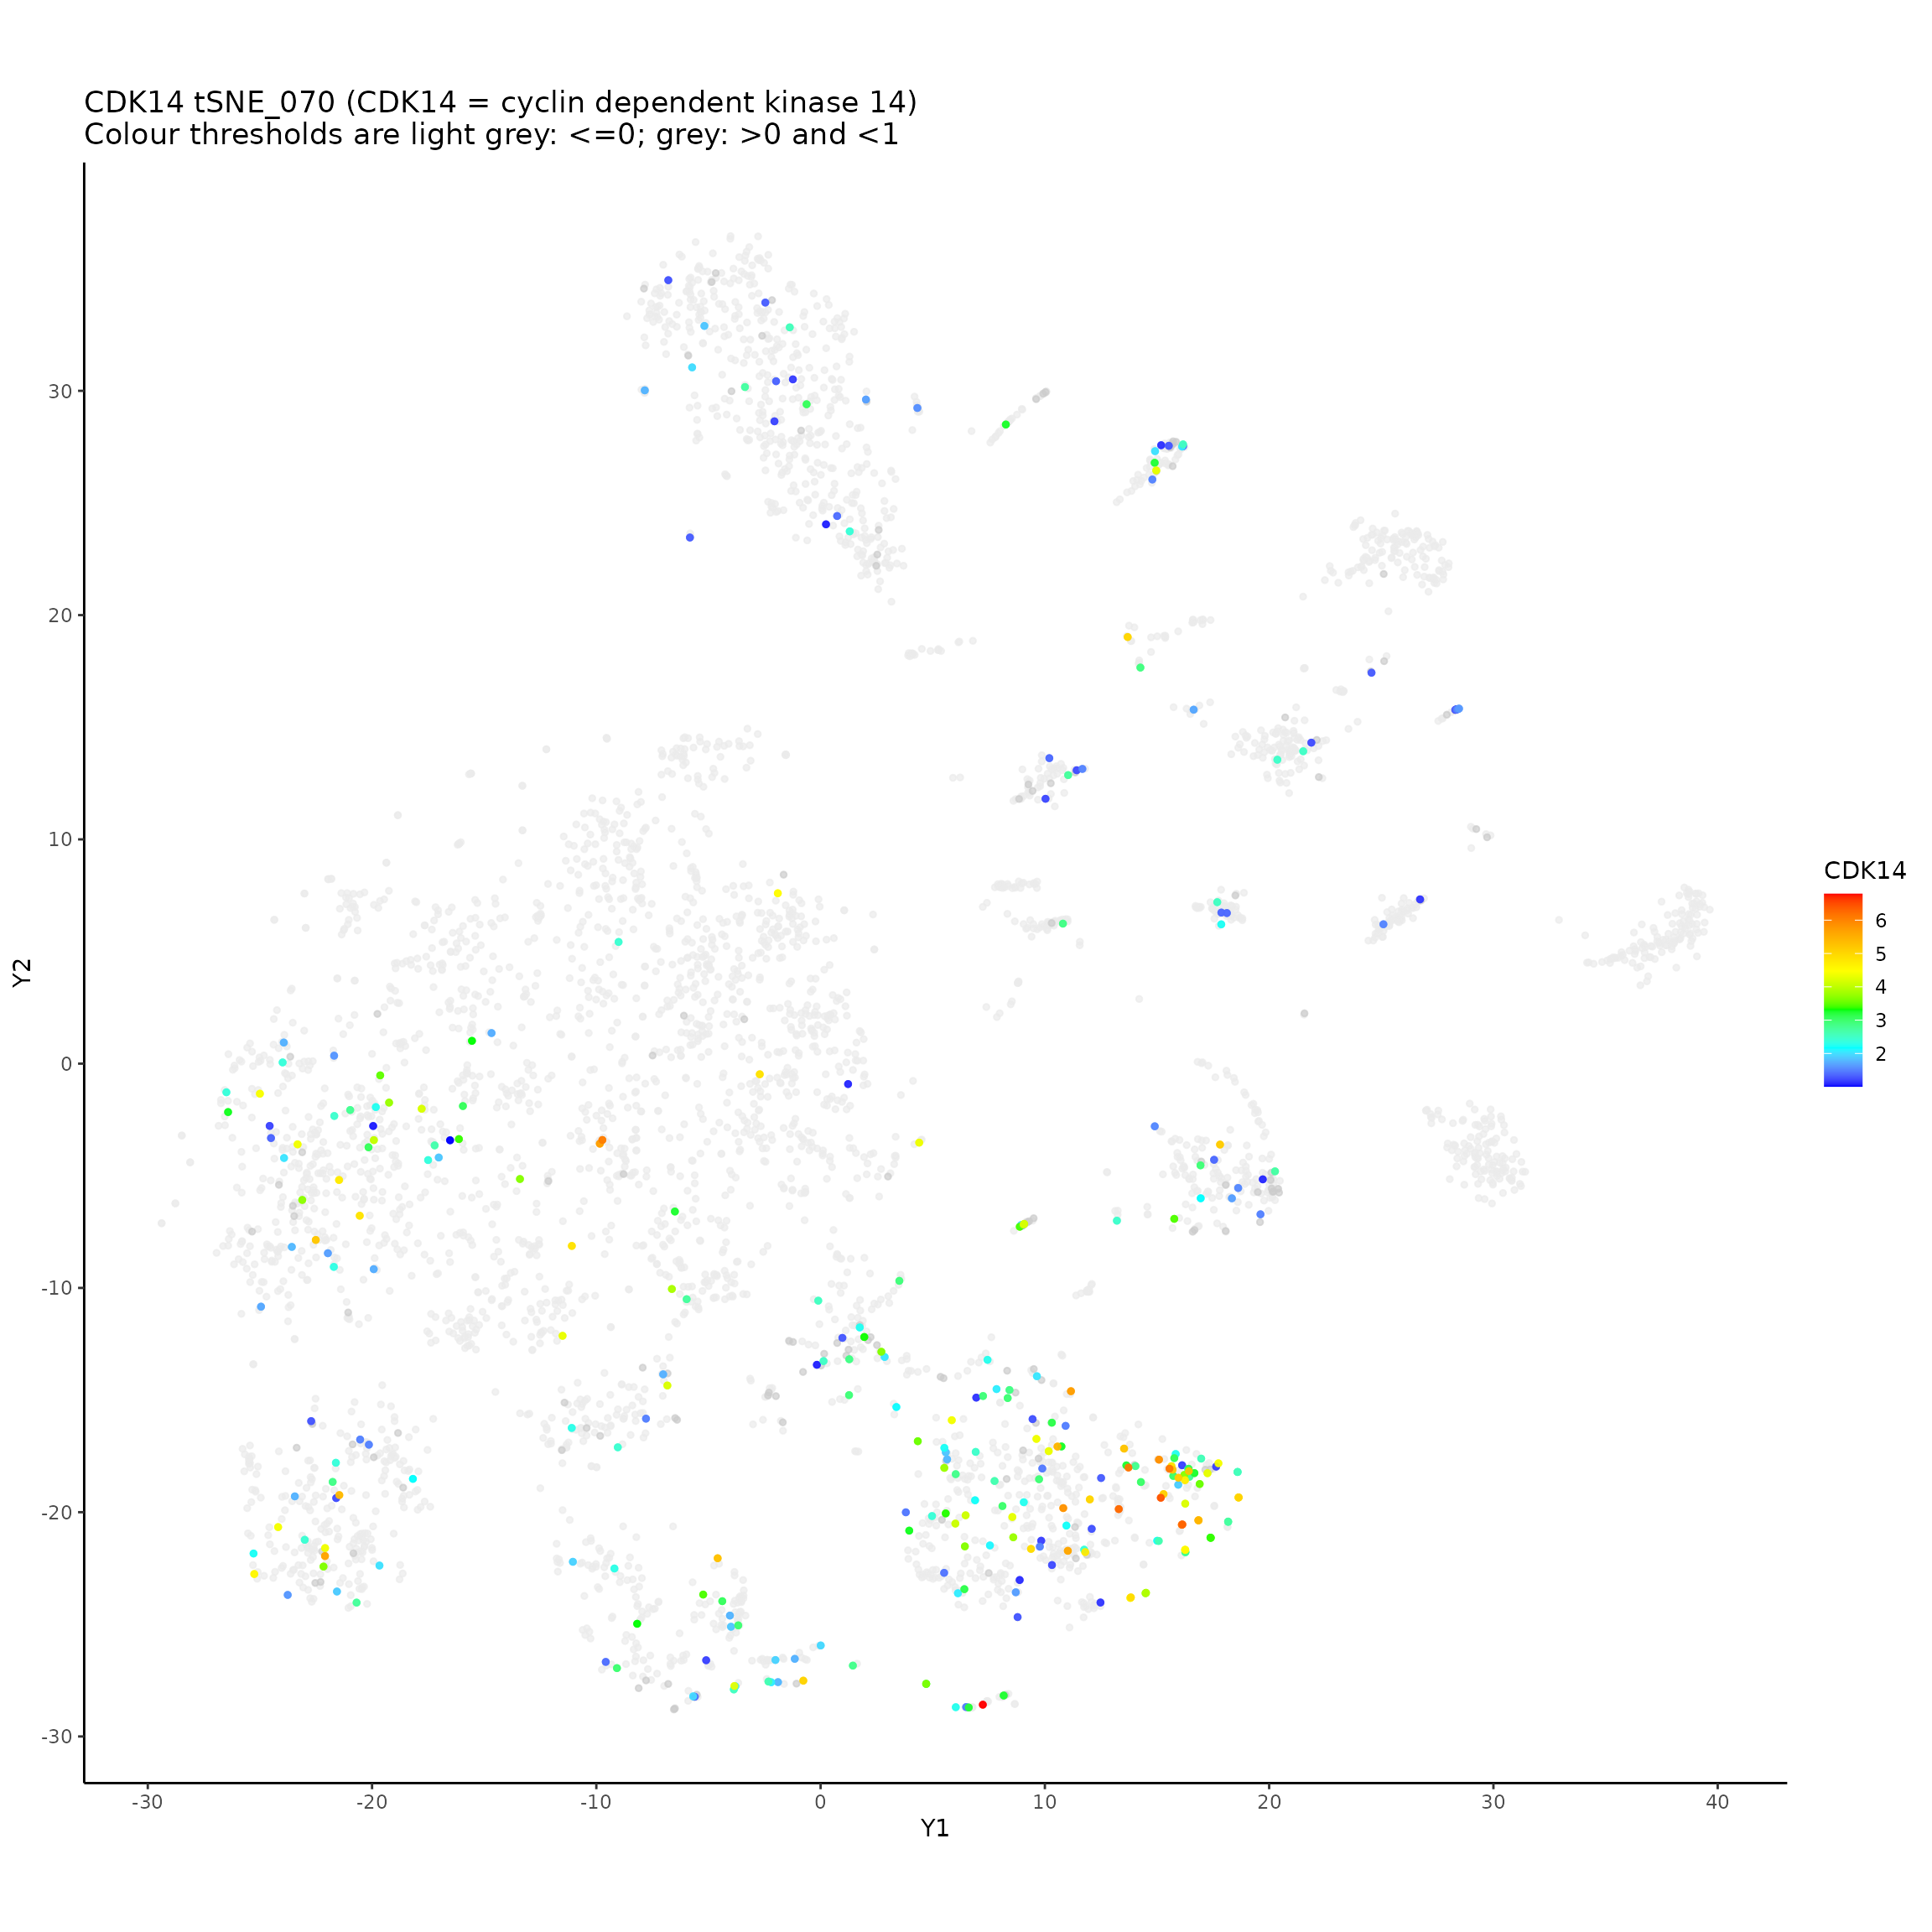 CDK14 tSNE_070 (CDK14 = cyclin dependent kinase 14)
Colour thresholds are light grey: <=0; grey: >0 and <1
30
20
10
0
-10
-20
-30
Y2
-30 -20 -10 0 10 20 30 40
Y1
CDK14
6
5
4
3
2